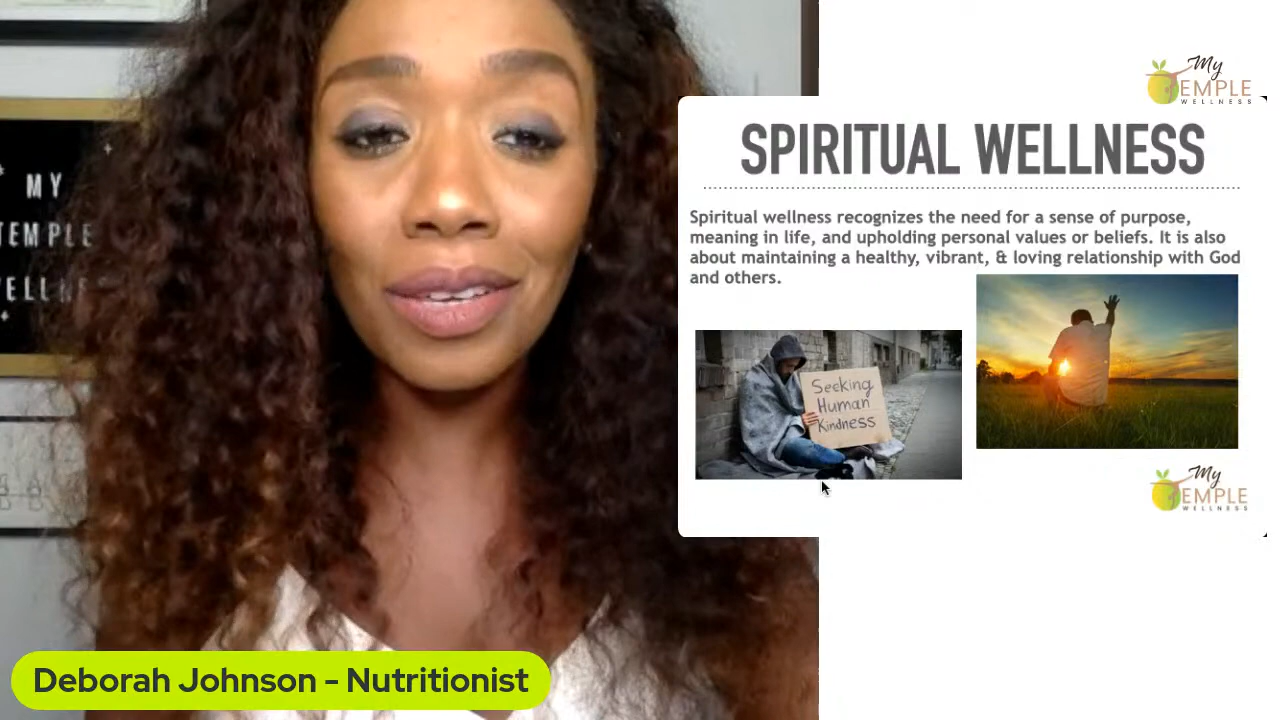 MY
TEMPLE
My
EMPLE
WELLNESS
SPIRITUAL WELLNESS
Spiritual wellness recognizes the need for a sense of purpose,
meaning in life, and upholding personal values or beliefs. It is also
about maintaining a healthy, vibrant, & loving relationship with God
and others.
Seeking
Human
Kindness
My
EMPLE
WELLNESS
Deborah Johnson - Nutritionist